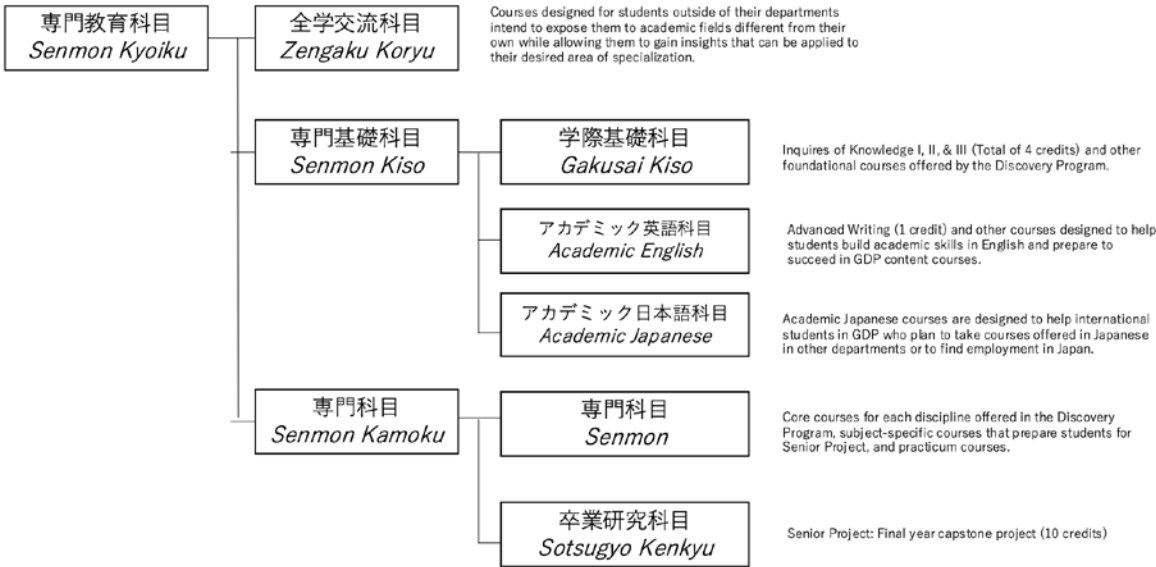 専門教育科目
Senmon Kyoiku
全学交流科目
Zengaku Koryu
Courses designed for students outside of their departments
intend to expose them to academic fields different from their
own while allowing them to gain insights that can be applied to
their desired area of specialization.
専門基礎科目
Senmon Kiso
学際基礎科目
Gakusai Kiso
Inquires of Knowledge I, II, & III (Total of 4 credits) and other
foundational courses offered by the Discovery Program.
アカデミック英語科目
Academic English
Advanced Writing (1 credit) and other courses designed to help
students build academic skills in English and prepare to
succeed in GDP content courses.
アカデミック日本語科目
Academic Japanese
Academic Japanese courses are designed to help international
students in GDP who plan to take courses offered in Japanese
in other departments or to find employment in Japan.
専門科目
Senmon Kamoku
専門科目
Senmon
Core courses for each discipline offered in the Discovery
Program, subject-specific courses that prepare students for
Senior Project, and practicum courses.
卒業研究科目
Sotsugyo Kenkyu
Senior Project: Final year capstone project (10 credits)